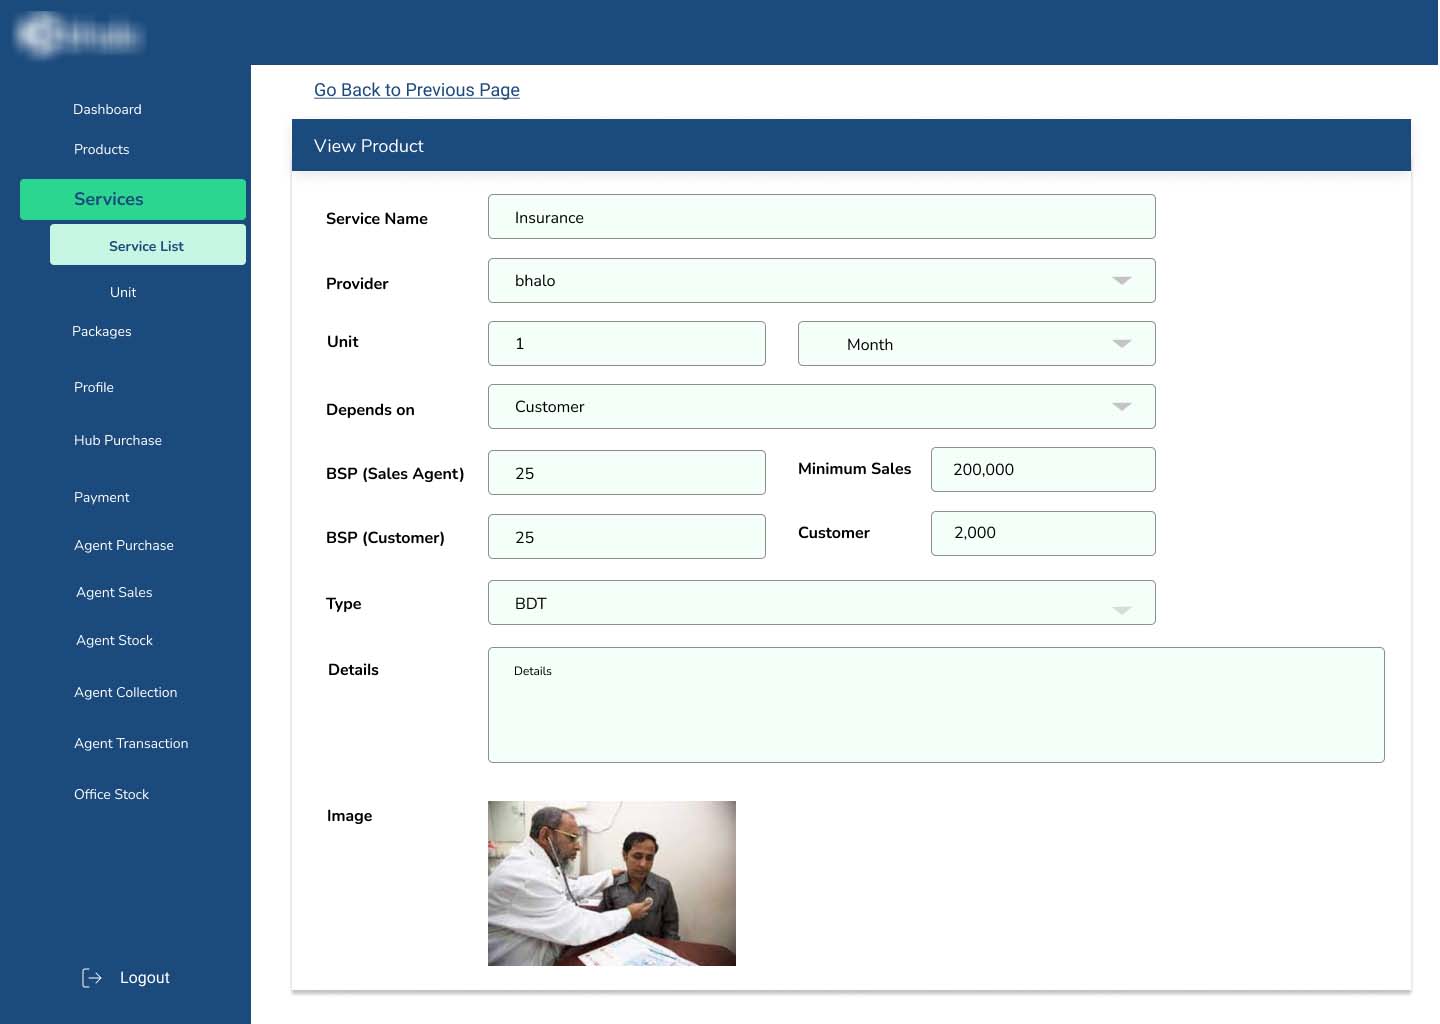 Go Back to Previous Page
Dashboard
Products
Services
Service List
Unit
Packages
Profile
Hub Purchase
Payment
Agent Purchase
Agent Sales
Agent Stock
Agent Collection
Agent Transaction
Office Stock
Logout
View Product
Service Name Insurance
Provider bhalo
Unit 1 Month
Depends on Customer
BSP (Sales Agent) 25 Minimum Sales 200,000
BSP (Customer) 25 Customer 2,000
Type BDT
Details Details
Image